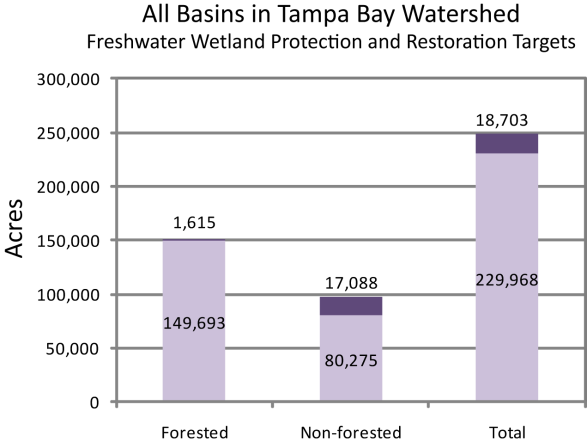 All Basins in Tampa Bay Watershed
Freshwater Wetland Protection and Restoration Targets
Acres
300,000
250,000
200,000
150,000
100,000
50,000
0
1,615
149,693
17,088
80,275
18,703
229,968
Forested
Non-forested
Total